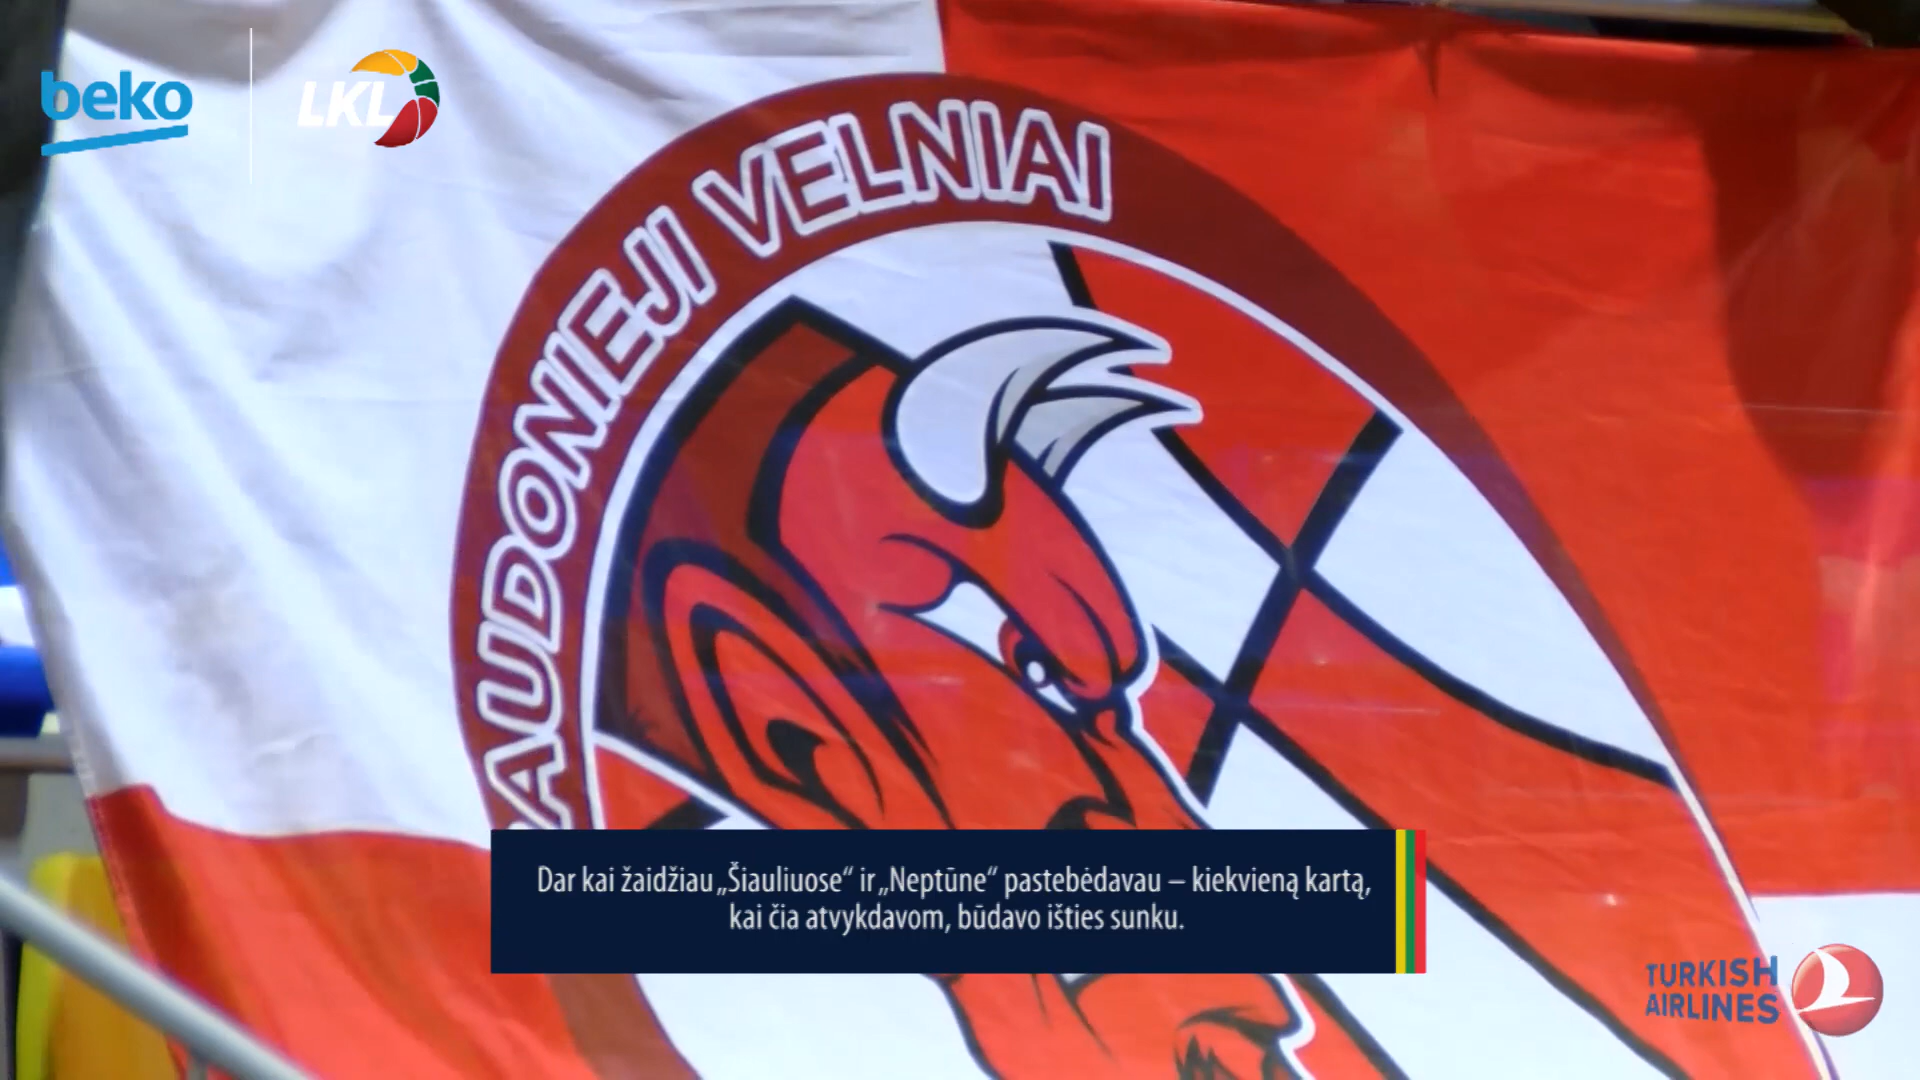 beko
LKL
AUDONIEJI VELNIAI
Dar kai žaidžiau „Šiauliuose“ ir „Neptūne“ pastebėdavau – kiekvieną kartą,
kai čia atvykdavom, būdavo išties sunku.
TURKISH
AIRLINES